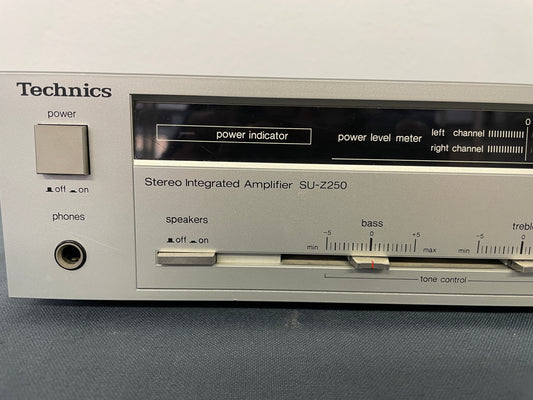 Technics
power
off on
phones
power indicator
power level meter
left channel
right channel
0
Stereo Integrated Amplifier SU-Z250
speakers
off on
bass
-5 0 +5
min max
treble
-5 0
min
tone control